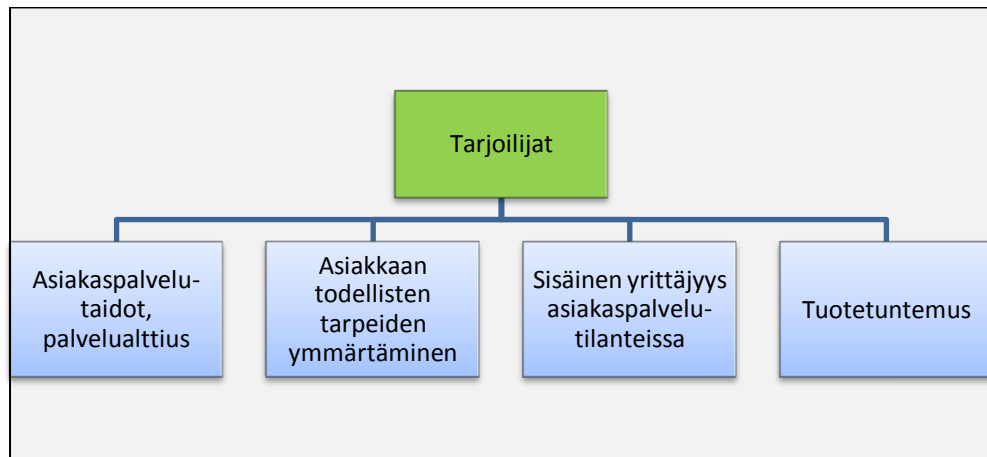 Tarjoilijat
Asiakaspalvelu-
taidot,
palvelualttius
Asiakkaan
todellisten
tarpeiden
ymmärtäminen
Sisäinen yrittäjyys
asiakaspalvelu-
tilanteissa
Tuotetuntemus